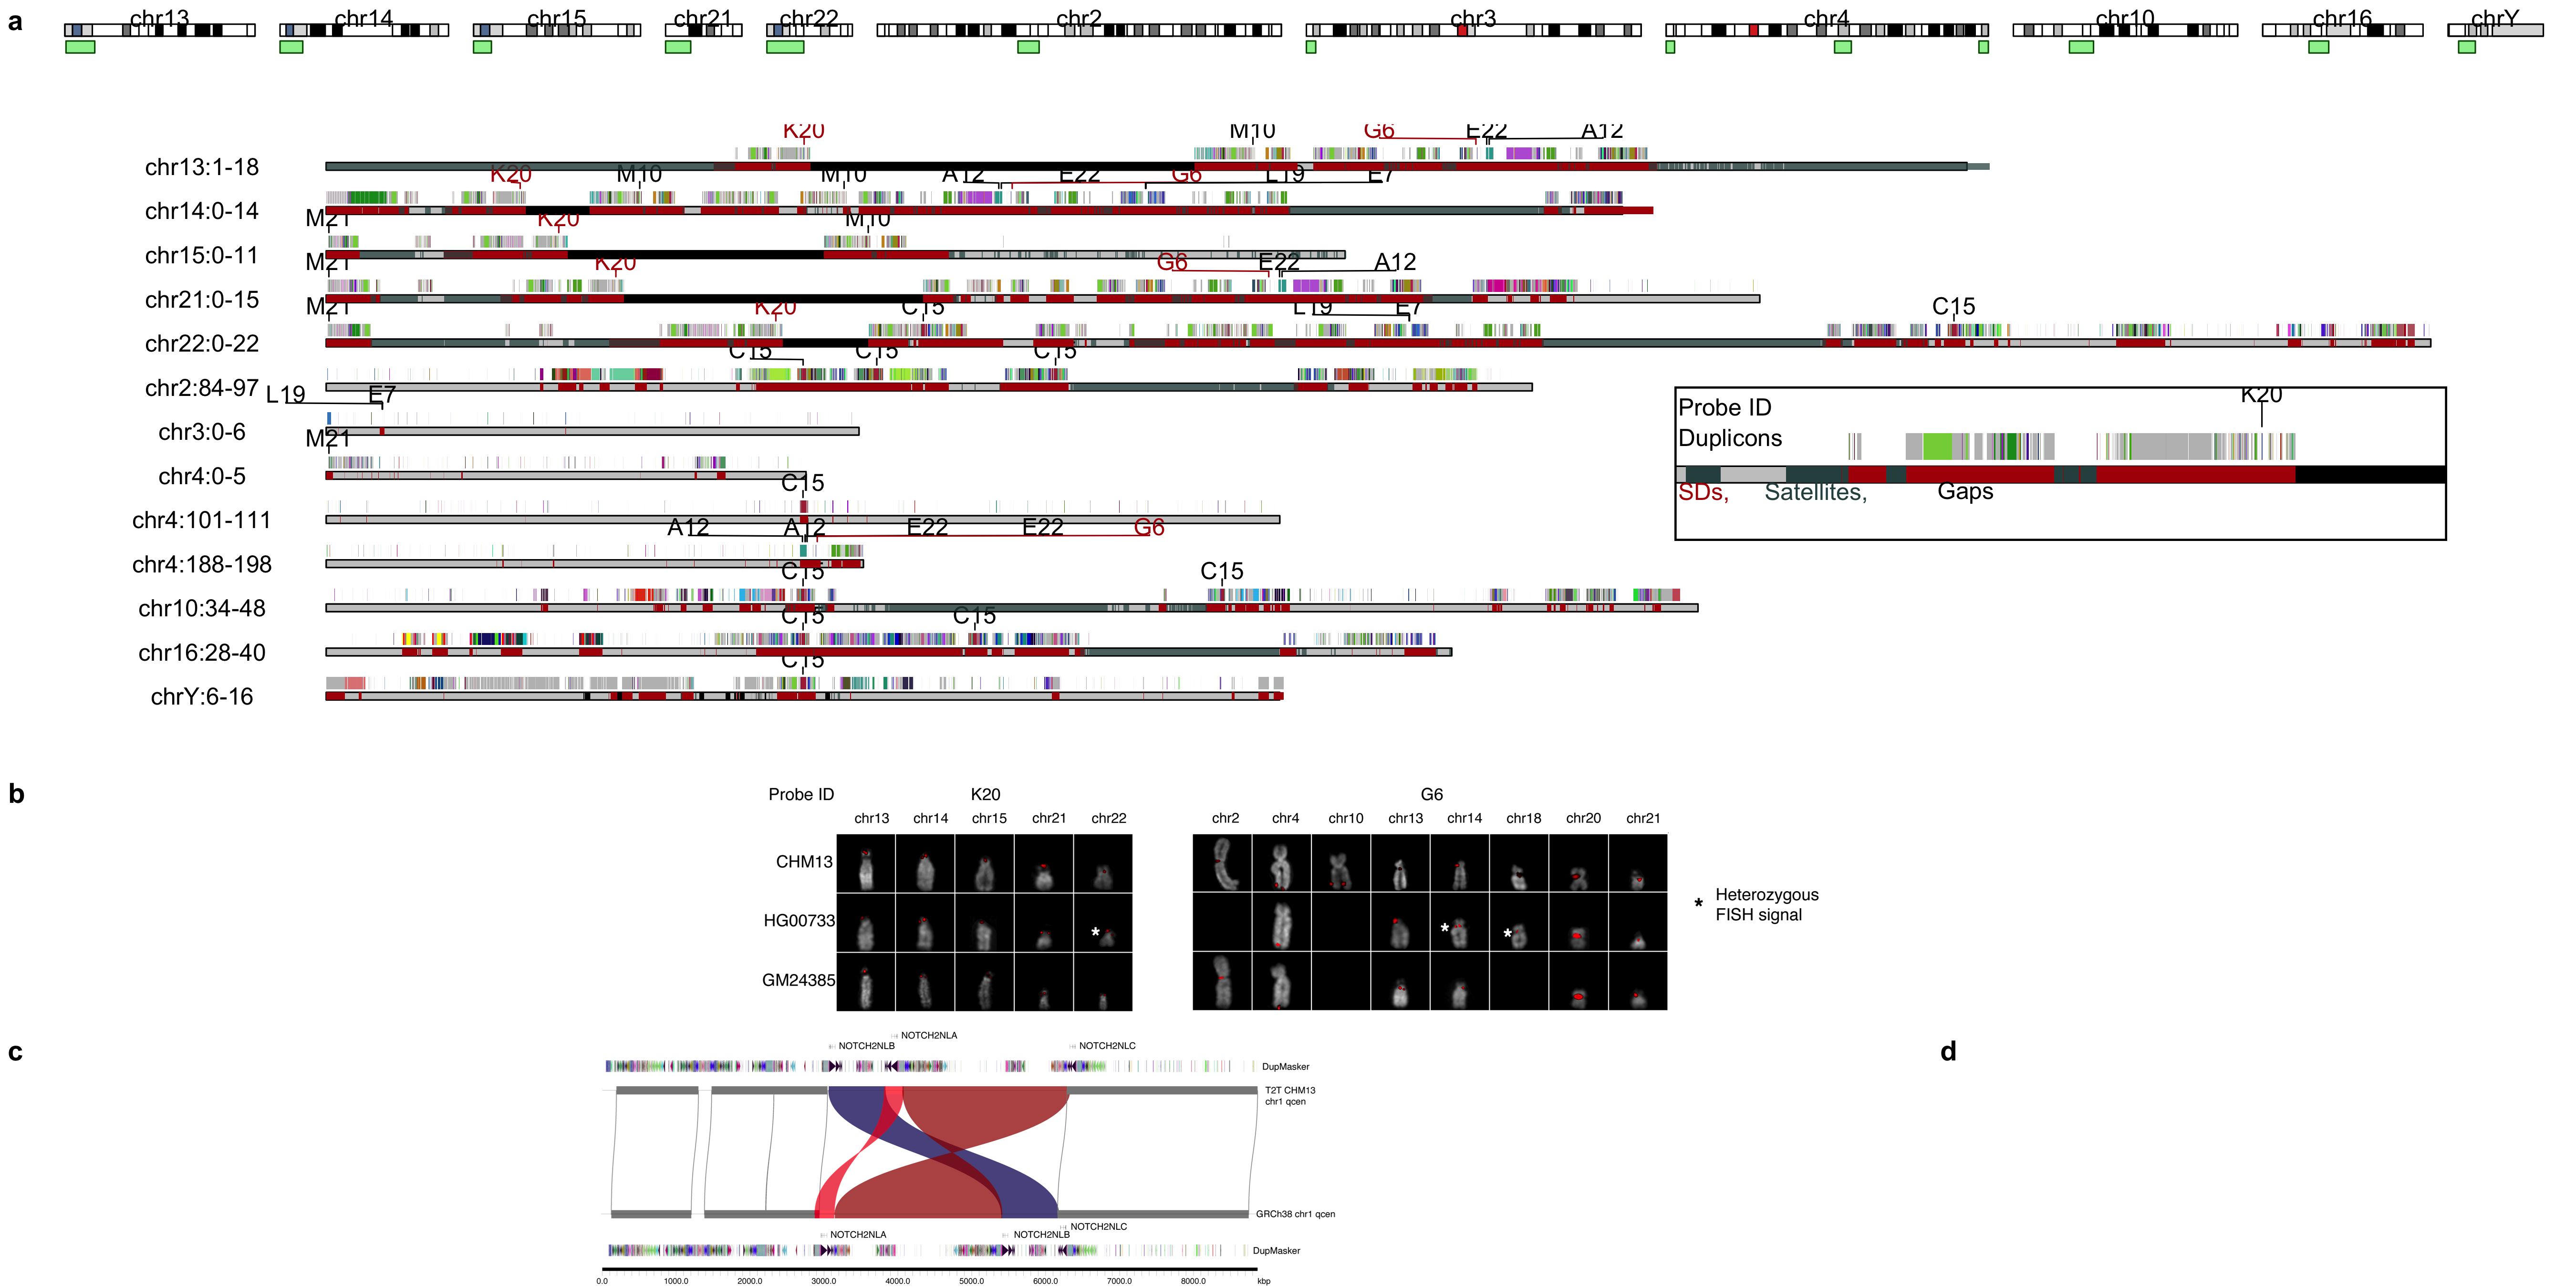 a
chr13 chr14 chr15 chr21 chr22 chr2 chr3 chr4 chr10 chr16 chrY
K20 M10 G6 E22 A12
chr13:1-18
K20 M10 M10 A12 E22 G6 L19 E7
chr14:0-14
M21 K20 M10
chr15:0-11
M21 K20 G6 E22 A12
chr21:0-15
M21 K20 C15 L19 E7 C15
chr22:0-22
C15 C15 C15
chr2:84-97
L19 E7
chr3:0-6
M21
chr4:0-5
C15
chr4:101-111
A12 A12 E22 E22 G6
chr4:188-198
C15 C15
chr10:34-48
C15 C15
chr16:28-40
C15
chrY:6-16
K20
Probe ID
Duplicons
SDs, Satellites, Gaps
b
Probe ID K20 G6
chr13 chr14 chr15 chr21 chr22 chr2 chr4 chr10 chr13 chr14 chr18 chr20 chr21
CHM13
HG00733 * * *
GM24385
* Heterozygous
FISH signal
c
d
NOTCH2NLA
NOTCH2NLB NOTCH2NLC
DupMasker
T2T CHM13
chr1 qcen
GRCh38 chr1 qcen
NOTCH2NLC
NOTCH2NLA NOTCH2NLB
DupMasker
0.0 1000.0 2000.0 3000.0 4000.0 5000.0 6000.0 7000.0 8000.0 kbp